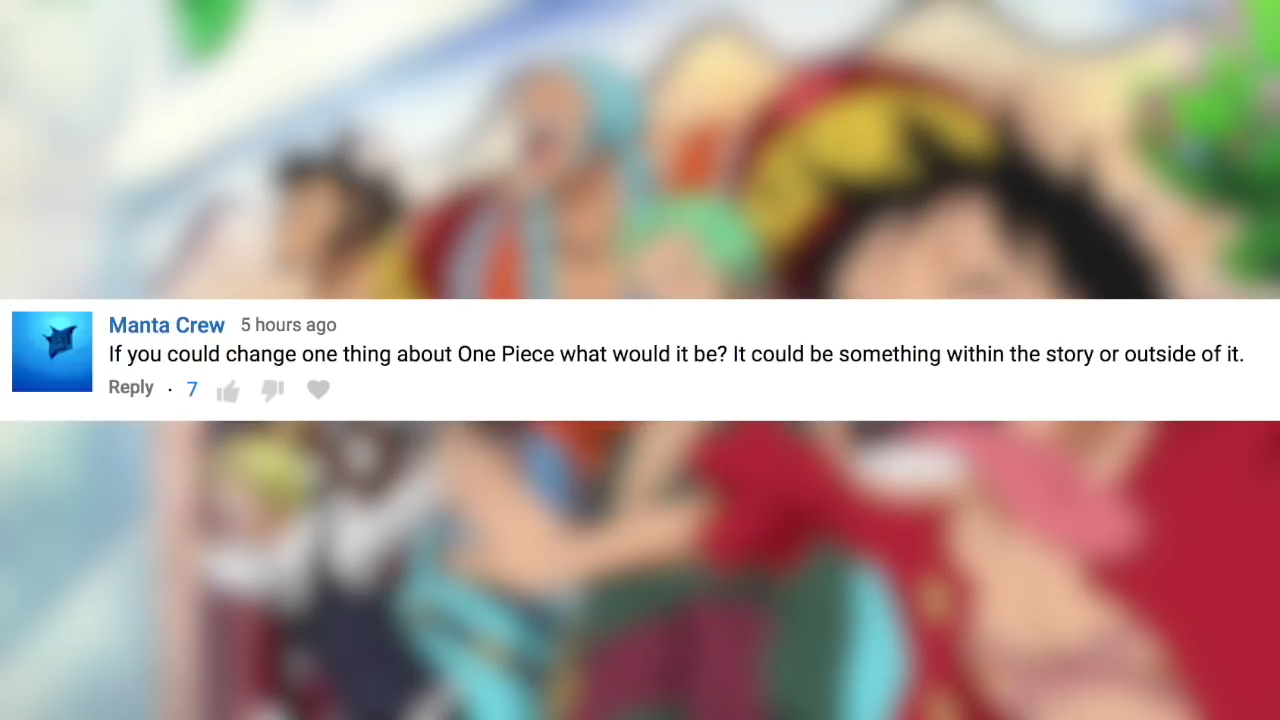 Manta Crew 5 hours ago
If you could change one thing about One Piece what would it be? It could be something within the story or outside of it.
Reply · 7